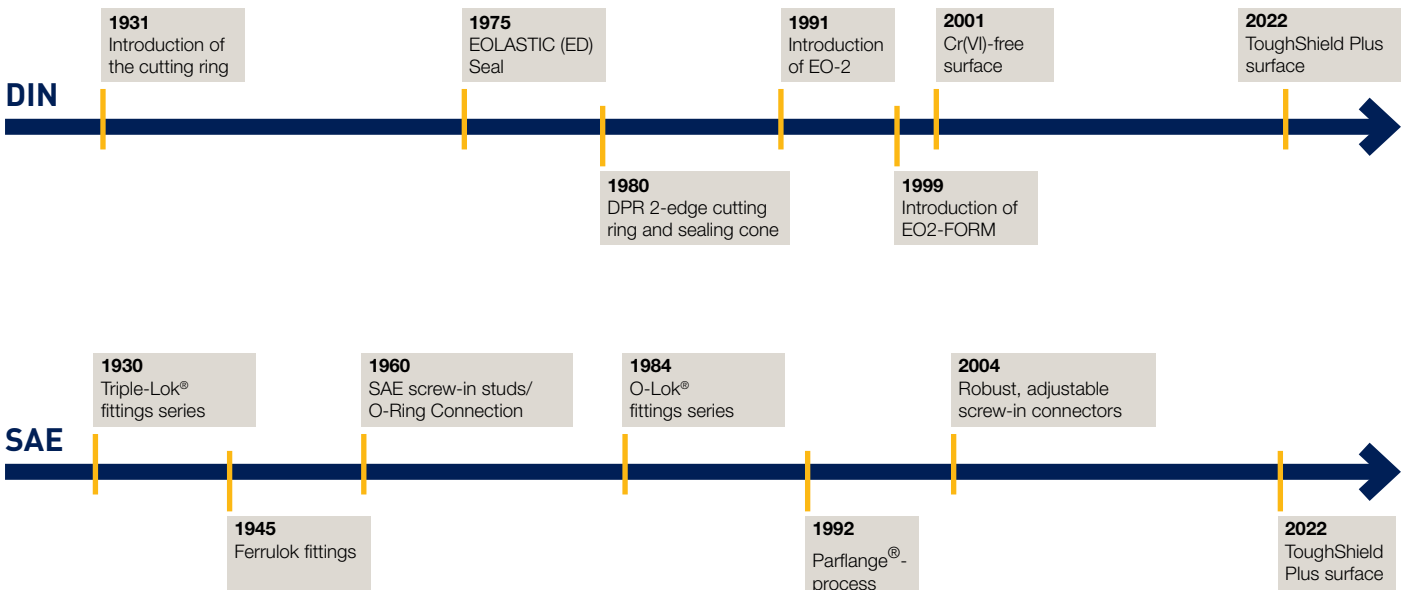 DIN
1931
Introduction of
the cutting ring
1975
EOLASTIC (ED)
Seal
1980
DPR 2-edge cutting
ring and sealing cone
1991
Introduction
of EO-2
1999
Introduction of
EO2-FORM
2001
Cr(VI)-free
surface
2022
ToughShield Plus
surface
SAE
1930
Triple-Lok®
fittings series
1945
Ferrulok fittings
1960
SAE screw-in studs/
O-Ring Connection
1984
O-Lok®
fittings series
1992
Parflange®-
process
2004
Robust, adjustable
screw-in connectors
2022
ToughShield
Plus surface